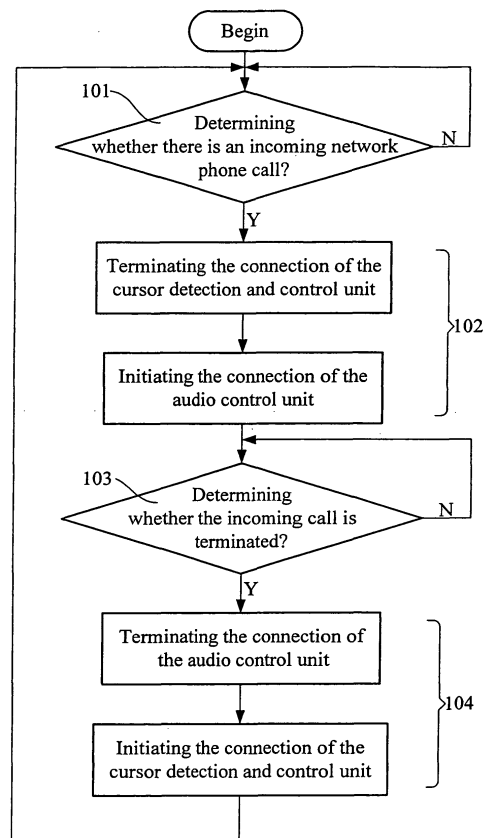 Begin
101
Determining
whether there is an incoming network
phone call?
N
Y
Terminating the connection of the
cursor detection and control unit
102
Initiating the connection of the
audio control unit
103
Determining
whether the incoming call is
terminated?
N
Y
Terminating the connection of
the audio control unit
104
Initiating the connection of the
cursor detection and control unit